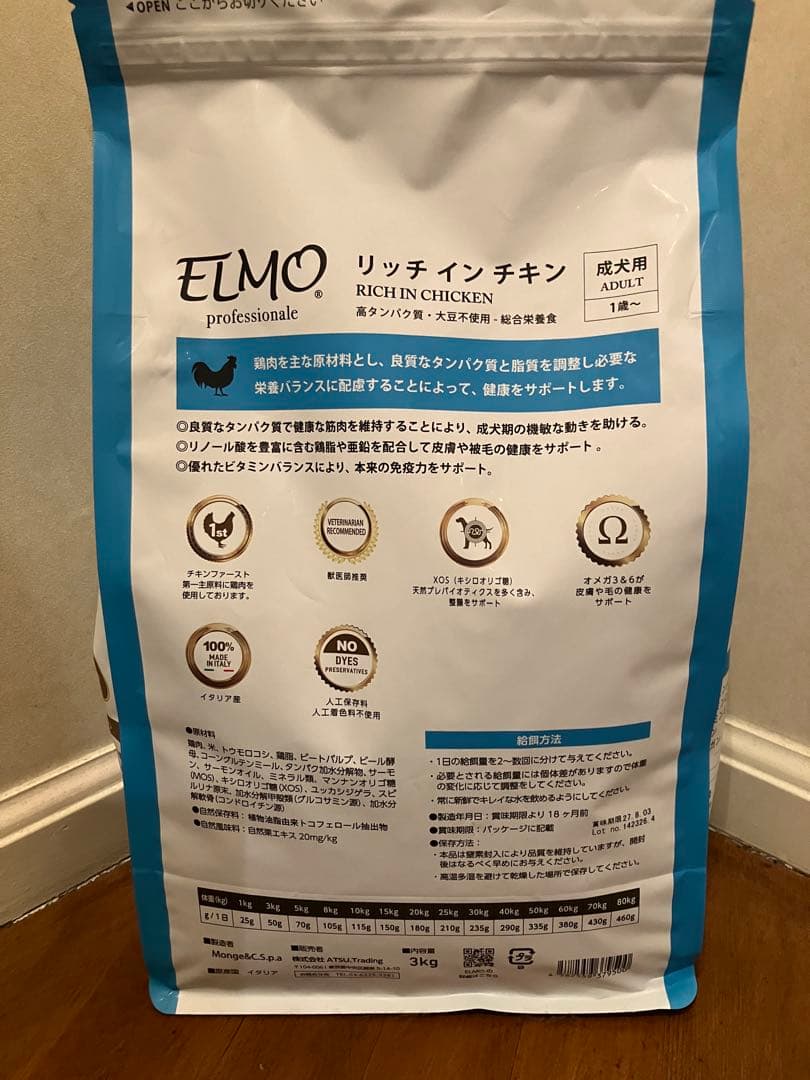 ◀OPEN ここからお切りください
ELMO®
professionale
リッチ イン チキン
RICH IN CHICKEN
高タンパク質・大豆不使用 - 総合栄養食
成犬用
ADULT
1歳〜
鶏肉を主な原材料とし、良質なタンパク質と脂質を調整し必要な
栄養バランスに配慮することによって、健康をサポートします。
◎良質なタンパク質で健康な筋肉を維持することにより、成犬期の機敏な動きを助ける。
◎リノール酸を豊富に含む鶏脂や亜鉛を配合して皮膚や被毛の健康をサポート 。
◎優れたビタミンバランスにより、本来の免疫力をサポート。
1st
チキンファースト
第一主原料に鶏肉を
使用しております。
VETERINARIAN
RECOMMENDED
獣医師推奨
XOS（キシロオリゴ糖）
天然プレバイオティクスを多く含み、
整腸をサポート
Ω
オメガ3&6が
皮膚や毛の健康を
サポート
100%
MADE
IN ITALY
イタリア産
NO
DYES
PRESERVATIVES
人工保存料
人工着色料不使用
●原材料
鶏肉、米、トウモロコシ、鶏脂、ビートパルプ、ビール酵
母、コーングルテンミール、タンパク加水分解物、サーモ
ン、サーモンオイル、ミネラル類、マンナンオリゴ糖
(MOS)、キシロオリゴ糖(XOS)、ユッカシジゲラ、スピ
ルリナ原末、加水分解甲殻類(グルコサミン源)、加水分
解軟骨(コンドロイチン源)
●自然保存料：植物油脂由来トコフェロール抽出物
●自然風味料：自然栗エキス 20mg/kg
給餌方法
・1日の給餌量を2〜数回に分けて与えてください。
・必要とされる給餌量には個体差がありますので体重
の変化に応じて調整をしてください。
・常に新鮮でキレイな水を飲めるようにしてください。
●製造年月日：賞味期限より 18 ヶ月前
●賞味期限：パッケージに記載
賞味期限27.8.03
Lot no.142326.4
●保存方法：
・本品は窒素封入により品質を維持していますが、開封
後はなるべく早めにお与えください。
・高温多湿を避けて乾燥した場所で保存してください。
体重(kg) 1kg 3kg 5kg 8kg 10kg 15kg 20kg 25kg 30kg 40kg 50kg 60kg 70kg 80kg
g/1日 25g 50g 70g 105g 115g 150g 180g 210g 235g 290g 335g 380g 430g 460g
■製造者
Monge&C.S.p.a
■原産国 イタリア
■販売者
株式会社 ATSU.Trading
■内容量
3kg
プラ